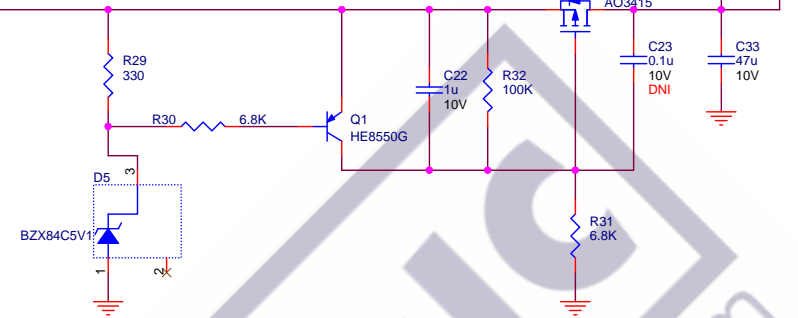 AO3415
R29
330
C22
1u
10V
R32
100K
C23
0.1u
10V
DNI
C33
47u
10V
R30
6.8K
Q1
HE8550G
D5
3
BZX84C5V1
1
2
R31
6.8K